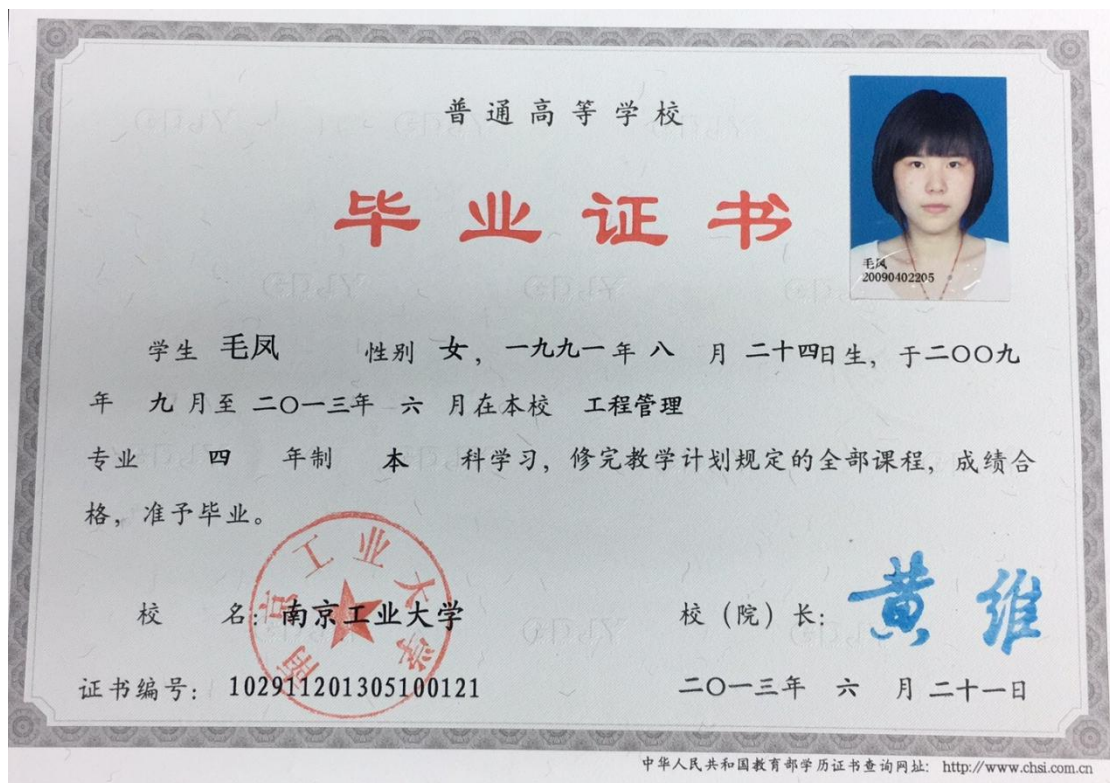 普通高等学校
毕业证书
毛凤
20090402205
学生 毛凤 性别 女，一九九一年 八 月 二十四日生，于二〇〇九
年 九 月至 二〇一三年 六 月在本校 工程管理
专业 四 年制 本 科学习，修完教学计划规定的全部课程，成绩合
格，准予毕业。
南京工业大学
校 名：南京工业大学 校（院）长：黄维
证书编号：102911201305100121 二〇一三年 六 月 二十一日
中华人民共和国教育部学历证书查询网址：http://www.chsi.com.cn